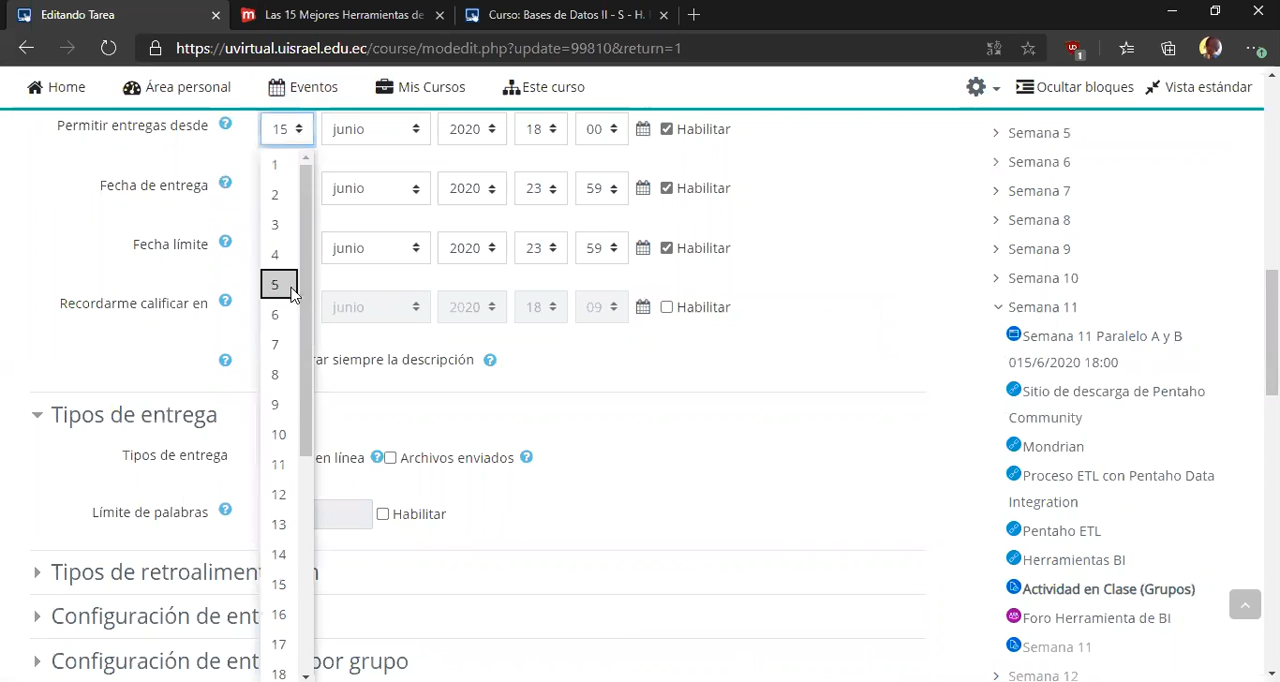 Editando Tarea
Las 15 Mejores Herramientas de
Curso: Bases de Datos II - S - H.
https://uvirtual.uisrael.edu.ec/course/modedit.php?update=99810&return=1
1
Home
Área personal
Eventos
Mis Cursos
Este curso
Ocultar bloques
Vista estándar
Permitir entregas desde
15 junio 2020 18 00 Habilitar
Fecha de entrega
junio 2020 23 59 Habilitar
Fecha límite
junio 2020 23 59 Habilitar
Recordarme calificar en
junio 2020 18 09 Habilitar
rar siempre la descripción
1
2
3
4
5
6
7
8
9
10
11
12
13
14
15
16
17
18
Tipos de entrega
Tipos de entrega
en línea
Archivos enviados
Límite de palabras
Habilitar
Tipos de retroaliment n
Configuración de ent
Configuración de ent por grupo
Semana 5
Semana 6
Semana 7
Semana 8
Semana 9
Semana 10
Semana 11
Semana 11 Paralelo A y B
015/6/2020 18:00
Sitio de descarga de Pentaho
Community
Mondrian
Proceso ETL con Pentaho Data
Integration
Pentaho ETL
Herramientas BI
Actividad en Clase (Grupos)
Foro Herramienta de BI
Semana 11
Semana 12